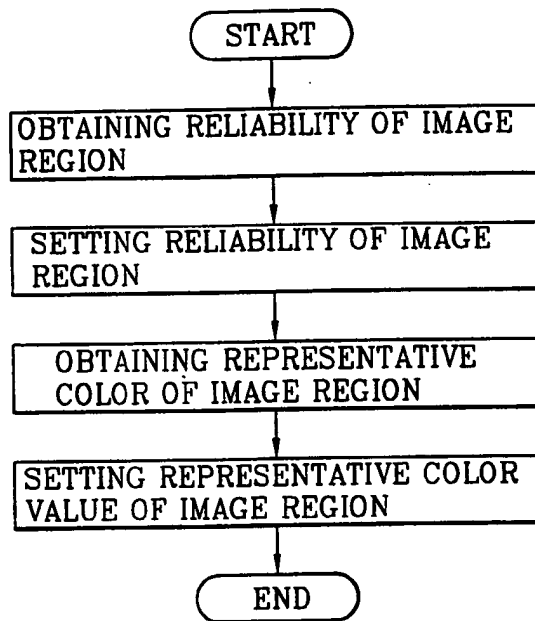 START
OBTAINING RELIABILITY OF IMAGE
REGION
SETTING RELIABILITY OF IMAGE
REGION
OBTAINING REPRESENTATIVE
COLOR OF IMAGE REGION
SETTING REPRESENTATIVE COLOR
VALUE OF IMAGE REGION
END